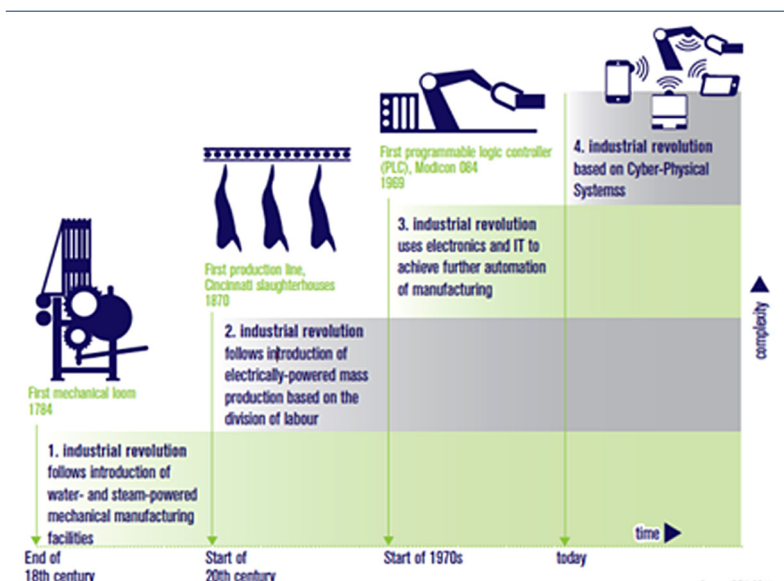 4. industrial revolution
based on Cyber-Physical
Systemss
First programmable logic controller
(PLC), Modicon 084
1969
3. industrial revolution
uses electronics and IT to
achieve further automation
of manufacturing
First production line,
Cincinnati slaughterhouses
1870
2. industrial revolution
follows introduction of
electrically-powered mass
production based on the
division of labour
First mechanical loom
1784
1. industrial revolution
follows introduction of
water- and steam-powered
mechanical manufacturing
facilities
complexity
time
End of
18th century
Start of
20th century
Start of 1970s
today